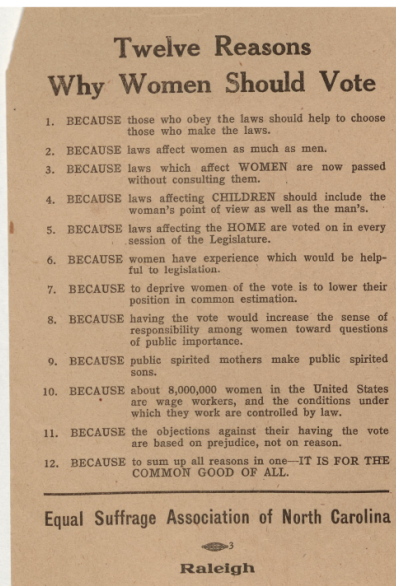 Twelve Reasons
Why Women Should Vote
1. BECAUSE those who obey the laws should help to choose
those who make the laws.
2. BECAUSE laws affect women as much as men.
3. BECAUSE laws which affect WOMEN are now passed
without consulting them.
4. BECAUSE laws affecting CHILDREN should include the
woman's point of view as well as the man's.
5. BECAUSE laws affecting the HOME are voted on in every
session of the Legislature.
6. BECAUSE women have experience which would be help-
ful to legislation.
7. BECAUSE to deprive women of the vote is to lower their
position in common estimation.
8. BECAUSE having the vote would increase the sense of
responsibility among women toward questions
of public importance.
9. BECAUSE public spirited mothers make public spirited
sons.
10. BECAUSE about 8,000,000 women in the United States
are wage workers, and the conditions under
which they work are controlled by law.
11. BECAUSE the objections against their having the vote
are based on prejudice, not on reason.
12. BECAUSE to sum up all reasons in one—IT IS FOR THE
COMMON GOOD OF ALL.
Equal Suffrage Association of North Carolina
3
Raleigh